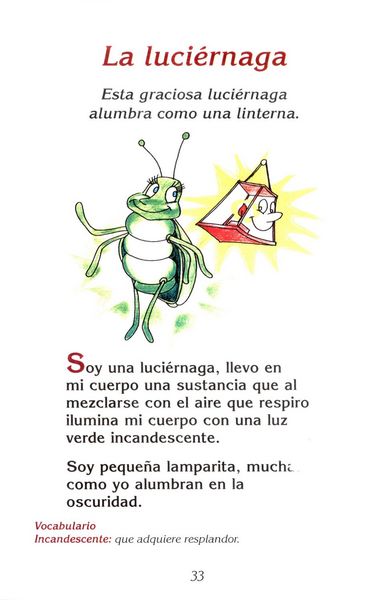 La luciérnaga
Esta graciosa luciérnaga
alumbra como una linterna.
Soy una luciérnaga, llevo en
mi cuerpo una sustancia que al
mezclarse con el aire que respiro
ilumina mi cuerpo con una luz
verde incandescente.
Soy pequeña lamparita,
como yo alumbran en la
oscuridad.
Vocabulario
Incandescente: que adquiere resplandor.
33